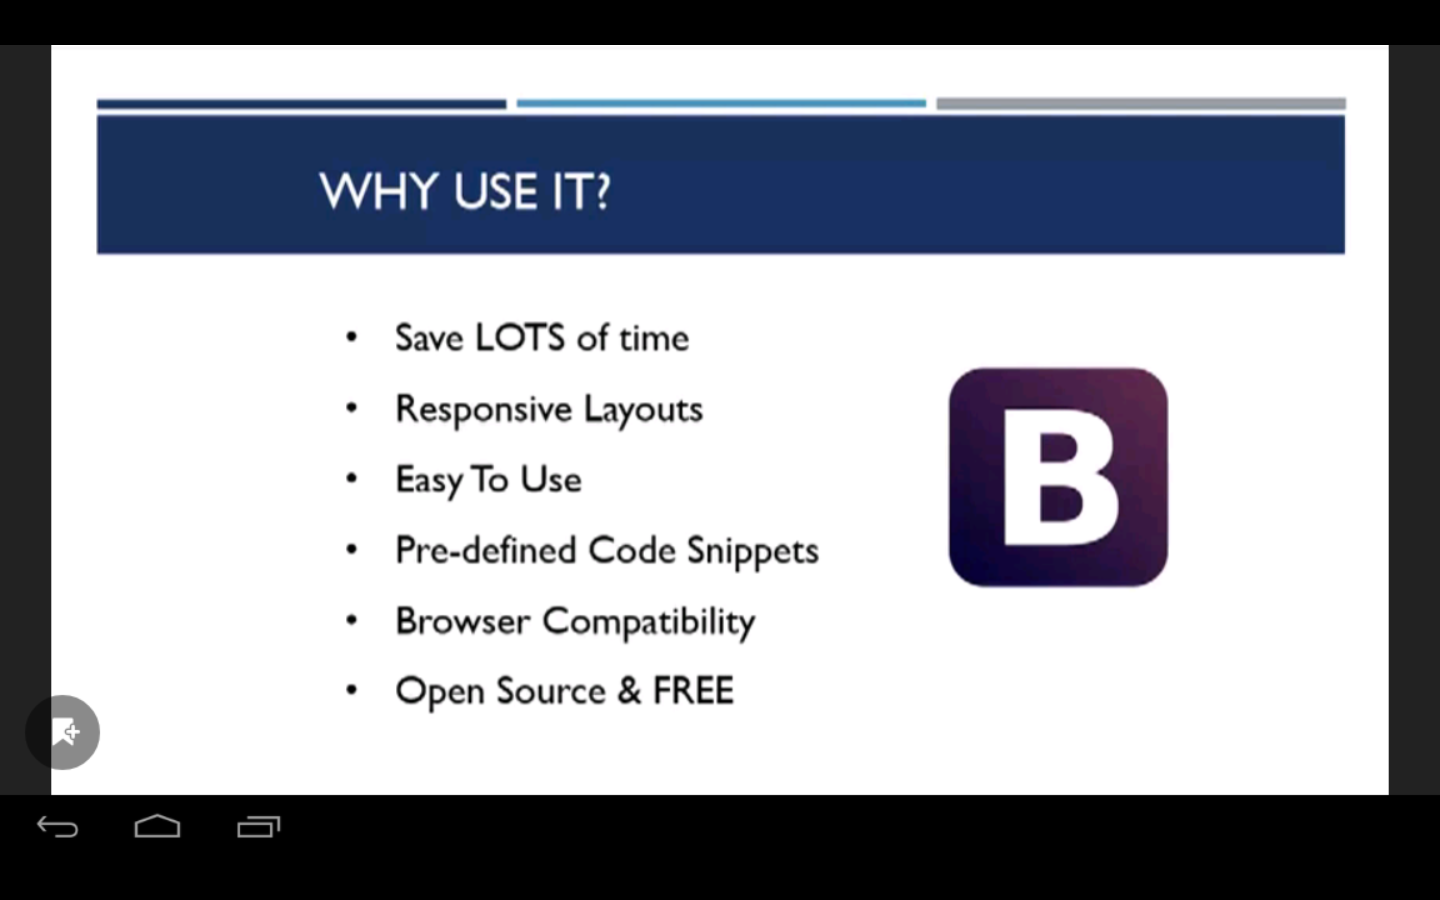 WHY USE IT?
• Save LOTS of time
• Responsive Layouts
• Easy To Use
• Pre-defined Code Snippets
• Browser Compatibility
• Open Source & FREE
B